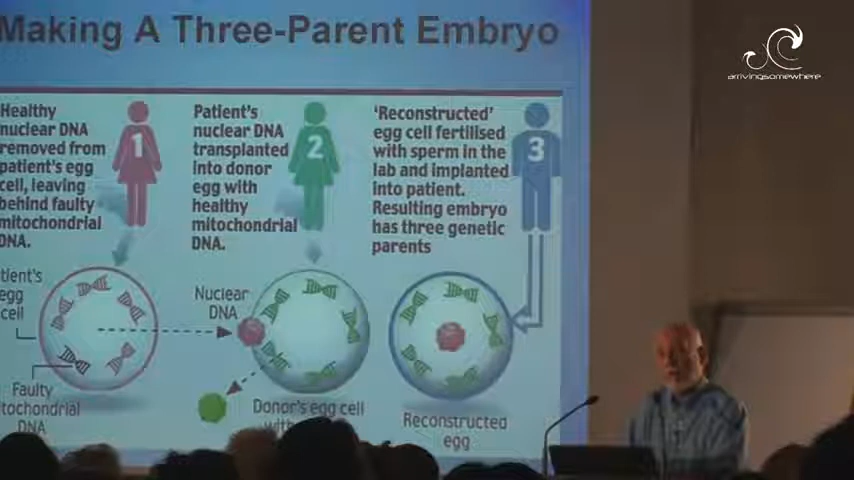 Making A Three-Parent Embryo
arrivingsomewhere
Healthy
nuclear DNA
removed from
patient's egg
cell, leaving
behind faulty
mitochondrial
DNA.
1
Patient's
nuclear DNA
transplanted
into donor
egg with
healthy
mitochondrial
DNA.
2
'Reconstructed'
egg cell fertilised
with sperm in the
lab and implanted
into patient.
Resulting embryo
has three genetic
parents
3
tient's
egg
cell
Nuclear
DNA
Faulty
tochondrial
DNA
Donor's egg cell
Reconstructed
egg